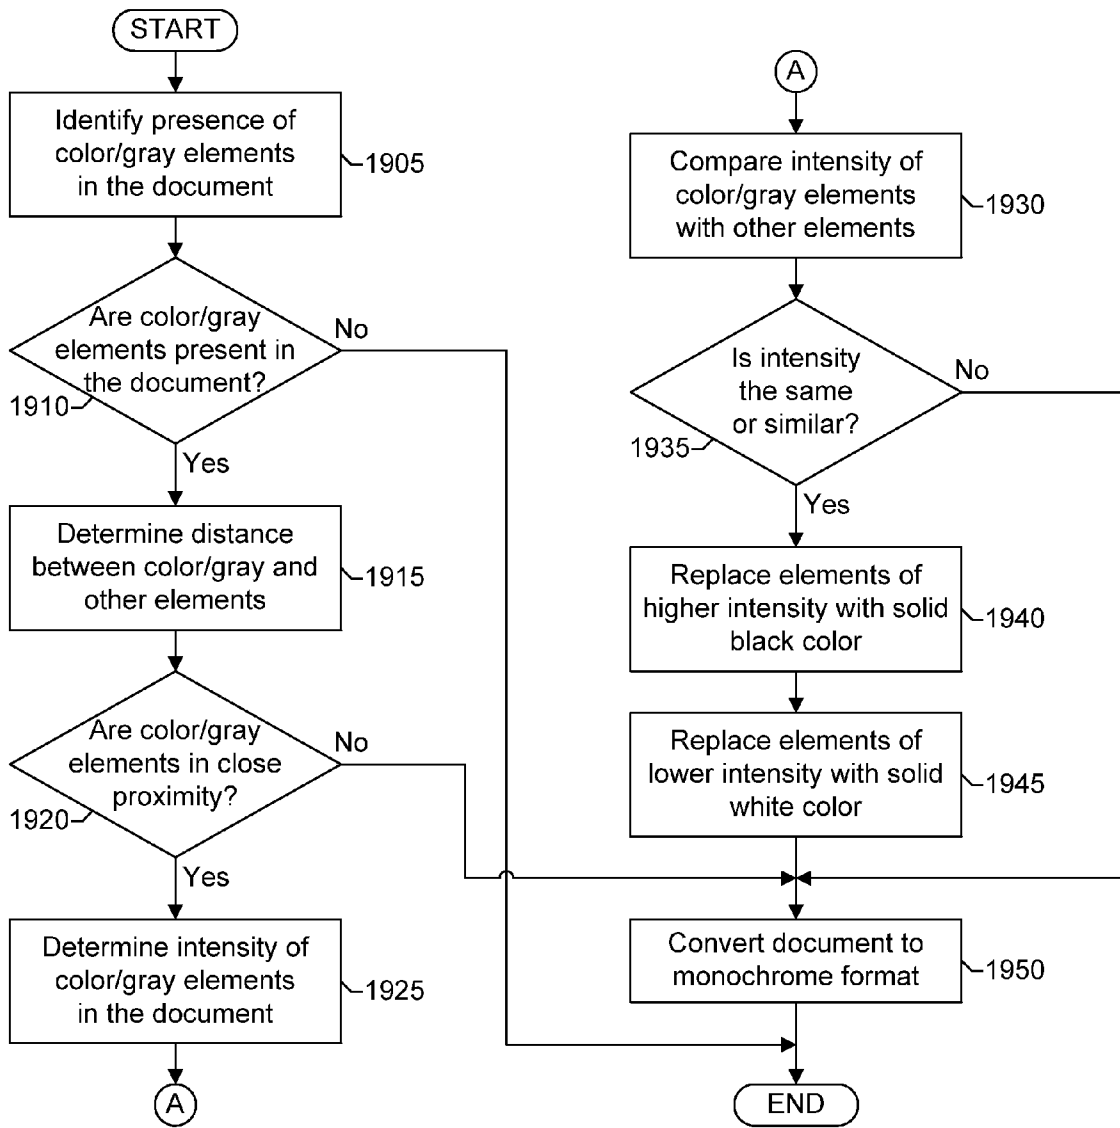 START
Identify presence of
color/gray elements
in the document
1905
Are color/gray
elements present in
the document?
1910
No
Yes
Determine distance
between color/gray and
other elements
1915
Are color/gray
elements in close
proximity?
1920
No
Yes
Determine intensity of
color/gray elements
in the document
1925
A
A
Compare intensity of
color/gray elements
with other elements
1930
Is intensity
the same
or similar?
1935
No
Yes
Replace elements of
higher intensity with solid
black color
1940
Replace elements of
lower intensity with solid
white color
1945
Convert document to
monochrome format
1950
END